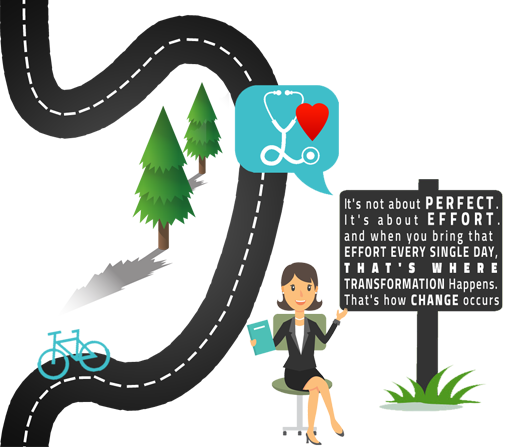 It's not about PERFECT.
It's about EFFORT.
and when you bring that
EFFORT EVERY SINGLE DAY,
THAT'S WHERE
TRANSFORMATION Happens.
That's how CHANGE occurs